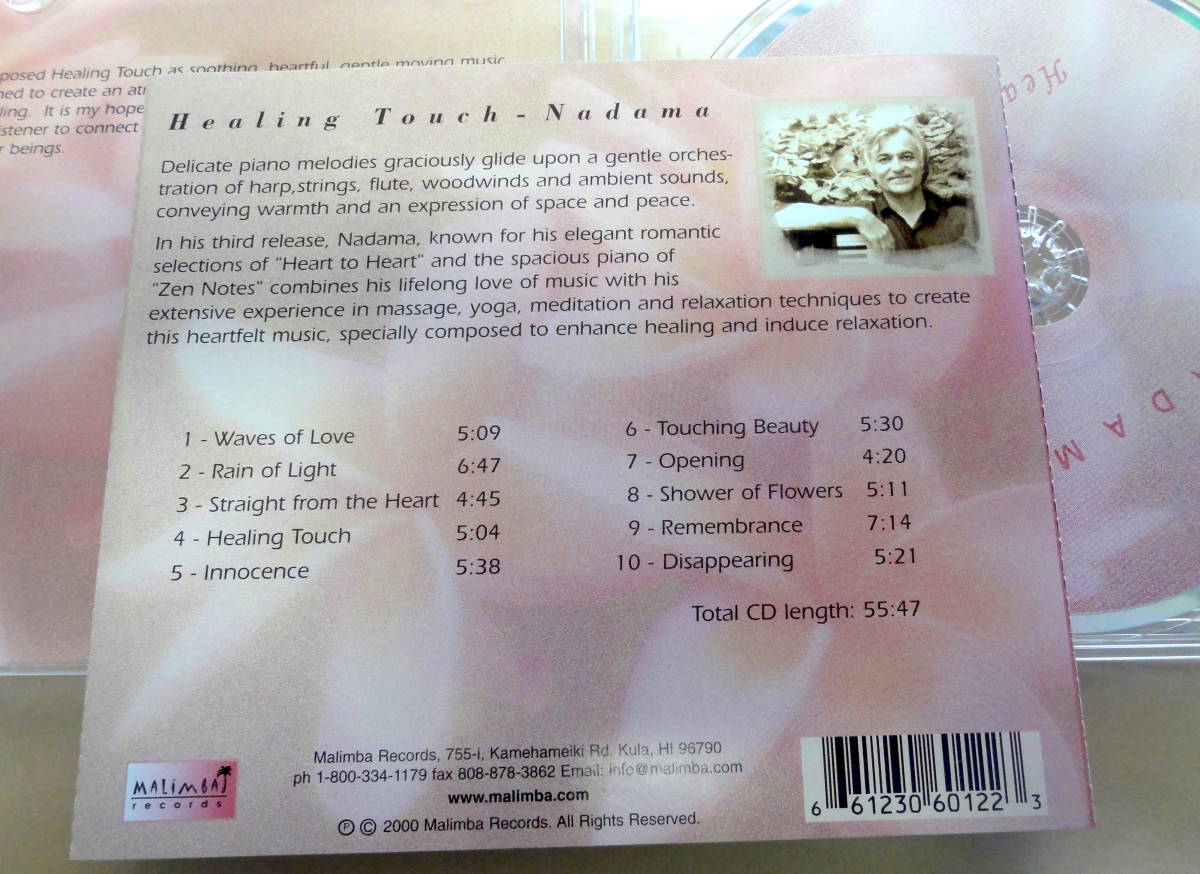 posed Healing Touch as soothing, heartful, gentle moving music
ned to create an at
ling. It is my hope
istener to connect
r beings.
Healing Touch - Nadama
Delicate piano melodies graciously glide upon a gentle orches-
tration of harp,strings, flute, woodwinds and ambient sounds,
conveying warmth and an expression of space and peace.
In his third release, Nadama, known for his elegant romantic
selections of "Heart to Heart" and the spacious piano of
"Zen Notes" combines his lifelong love of music with his
extensive experience in massage, yoga, meditation and relaxation techniques to create
this heartfelt music, specially composed to enhance healing and induce relaxation.
1 - Waves of Love 5:09
2 - Rain of Light 6:47
3 - Straight from the Heart 4:45
4 - Healing Touch 5:04
5 - Innocence 5:38
6 - Touching Beauty 5:30
7 - Opening 4:20
8 - Shower of Flowers 5:11
9 - Remembrance 7:14
10 - Disappearing 5:21
Total CD length: 55:47
Malimba Records, 755-i, Kamehameiki Rd. Kula, HI 96790
ph 1-800-334-1179 fax 808-878-3862 Email: info@malimba.com
www.malimba.com
℗ © 2000 Malimba Records. All Rights Reserved.
MALIMBA
records
6 61230 60122 3
Hea
DAM